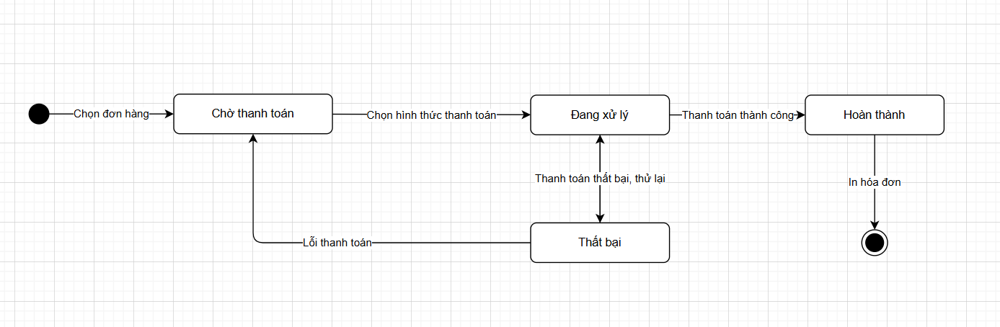 Chọn đơn hàng
Chờ thanh toán
Chọn hình thức thanh toán
Đang xử lý
Thanh toán thành công
Hoàn thành
Thanh toán thất bại, thử lại
In hóa đơn
Lỗi thanh toán
Thất bại